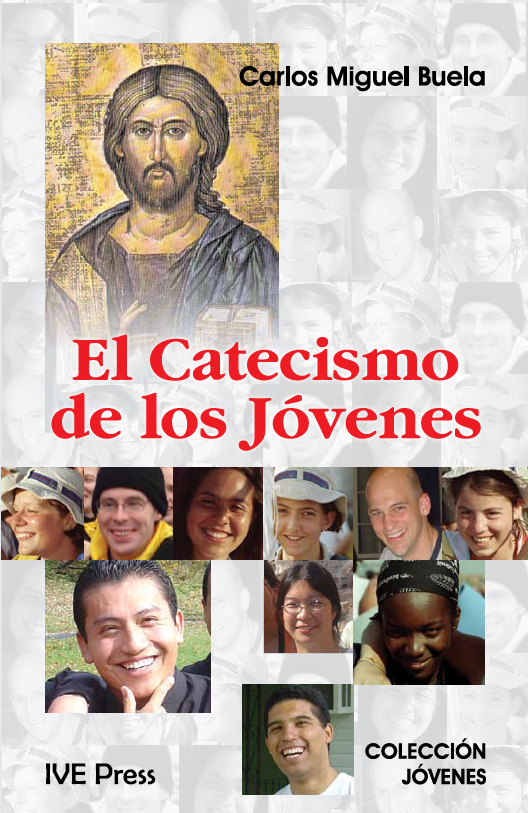 Carlos Miguel Buela
El Catecismo
de los Jóvenes
IVE Press
COLECCIÓN
JÓVENES